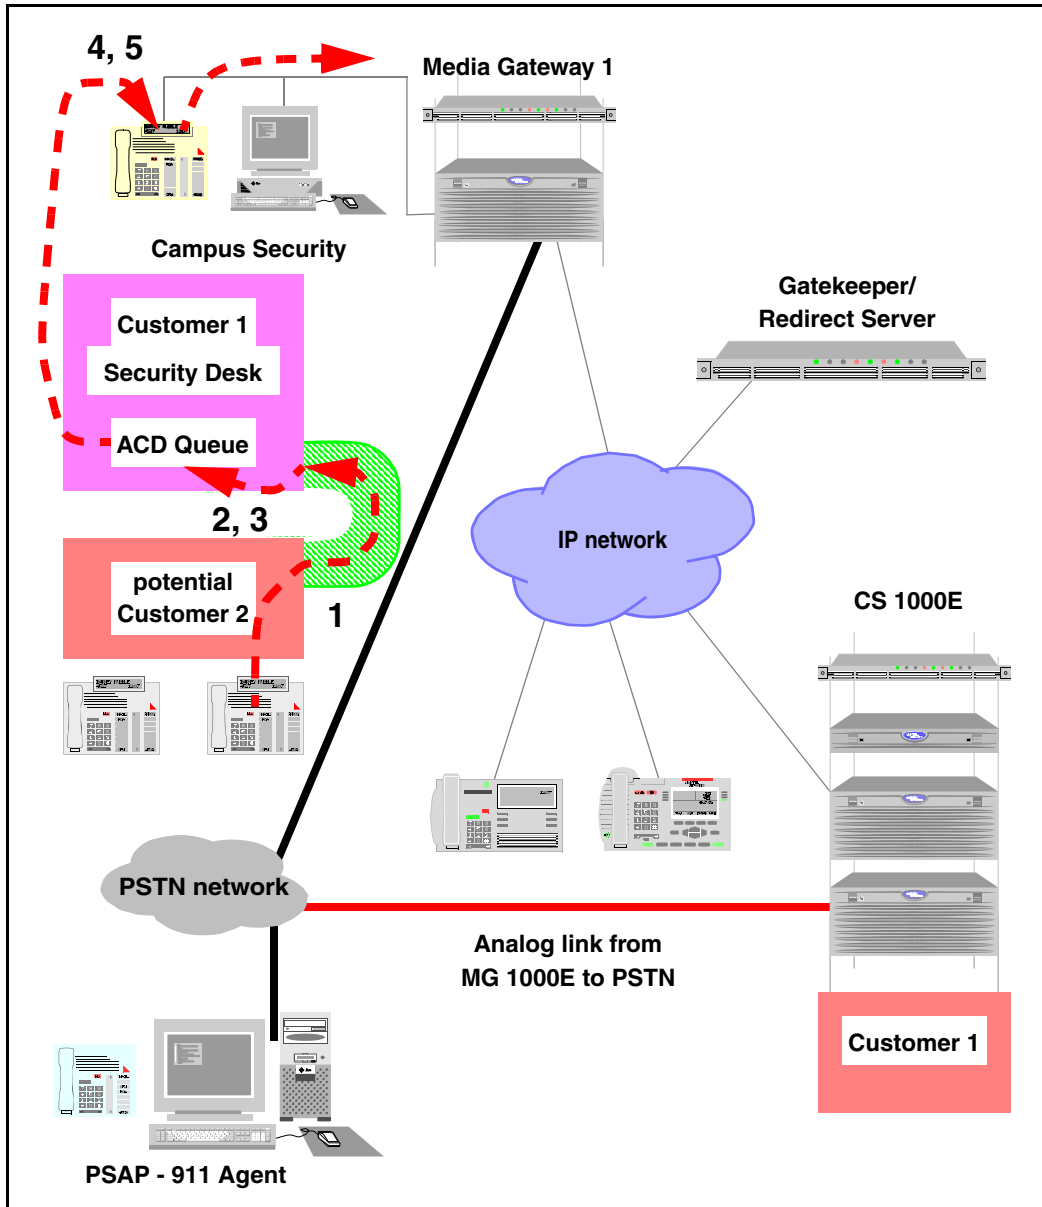 4, 5
Media Gateway 1
Campus Security
Gatekeeper/
Redirect Server
Customer 1
Security Desk
ACD Queue
2, 3
IP network
potential
Customer 2
1
CS 1000E
PSTN network
Analog link from
MG 1000E to PSTN
Customer 1
PSAP - 911 Agent